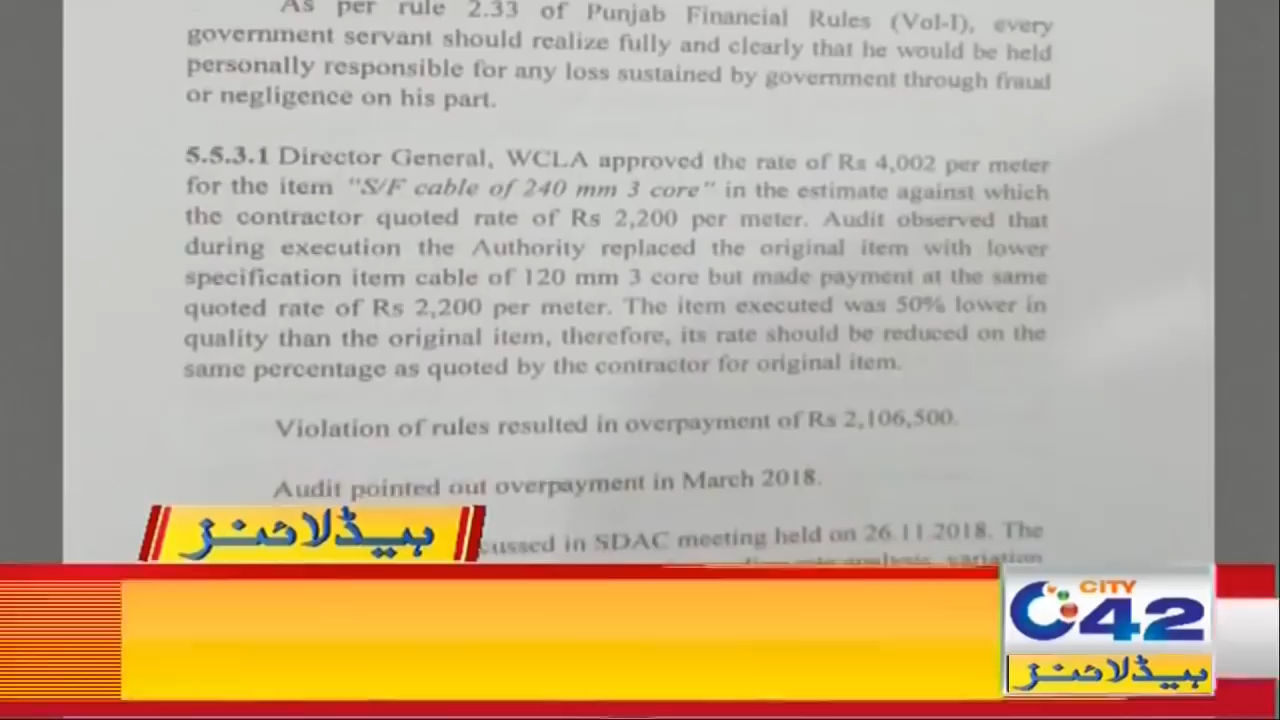 As per rule 2.33 of Punjab Financial Rules (Vol-I), every
government servant should realize fully and clearly that he would be held
personally responsible for any loss sustained by government through fraud
or negligence on his part.
5.5.3.1 Director General, WCLA approved the rate of Rs 4,002 per meter
for the item "S/F cable of 240 mm 3 core" in the estimate against which
the contractor quoted rate of Rs 2,200 per meter. Audit observed that
during execution the Authority replaced the original item with lower
specification item cable of 120 mm 3 core but made payment at the same
quoted rate of Rs 2,200 per meter. The item executed was 50% lower in
quality than the original item, therefore, its rate should be reduced on the
same percentage as quoted by the contractor for original item.
Violation of rules resulted in overpayment of Rs 2,106,500.
Audit pointed out overpayment in March 2018.
cussed in SDAC meeting held on 26.11.2018. The
variation
ہیڈلائنز
CITY
42
ہیڈلائنز